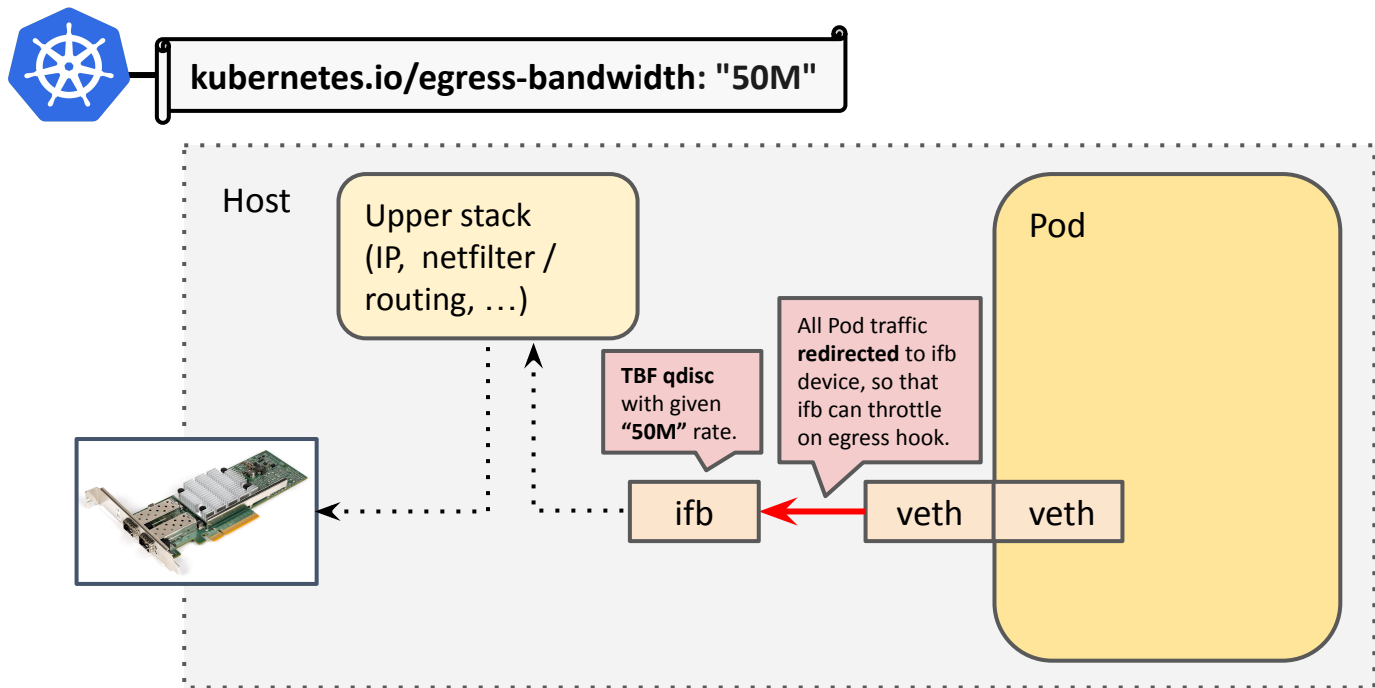 kubernetes.io/egress-bandwidth: "50M"
Host
Upper stack
(IP, netfilter /
routing, …)
Pod
All Pod traffic
redirected to ifb
device, so that
ifb can throttle
on egress hook.
TBF qdisc
with given
“50M” rate.
ifb
veth
veth